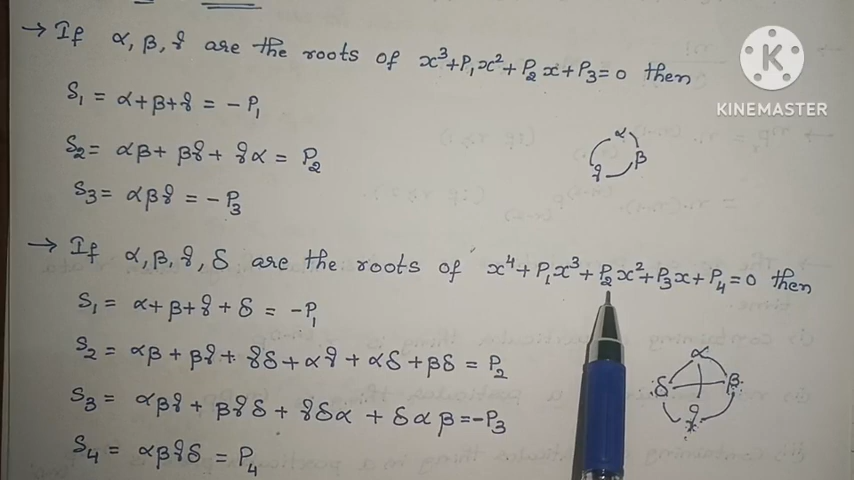 → If α, β, γ are the roots of x³+P₁x²+P₂x+P₃=0 then
S₁ = α+β+γ = -P₁
S₂ = αβ+βγ+γα = P₂
S₃ = αβγ = -P₃
→ If α, β, γ, δ are the roots of x⁴+P₁x³+P₂x²+P₃x+P₄=0 then
S₁ = α+β+γ+δ = -P₁
S₂ = αβ+βγ+γδ+αγ+αδ+βδ = P₂
S₃ = αβγ+βγδ+γδα+δαβ=-P₃
S₄ = αβγδ = P₄
K
KINEMASTER
α
β
γ
α
δ
β
γ